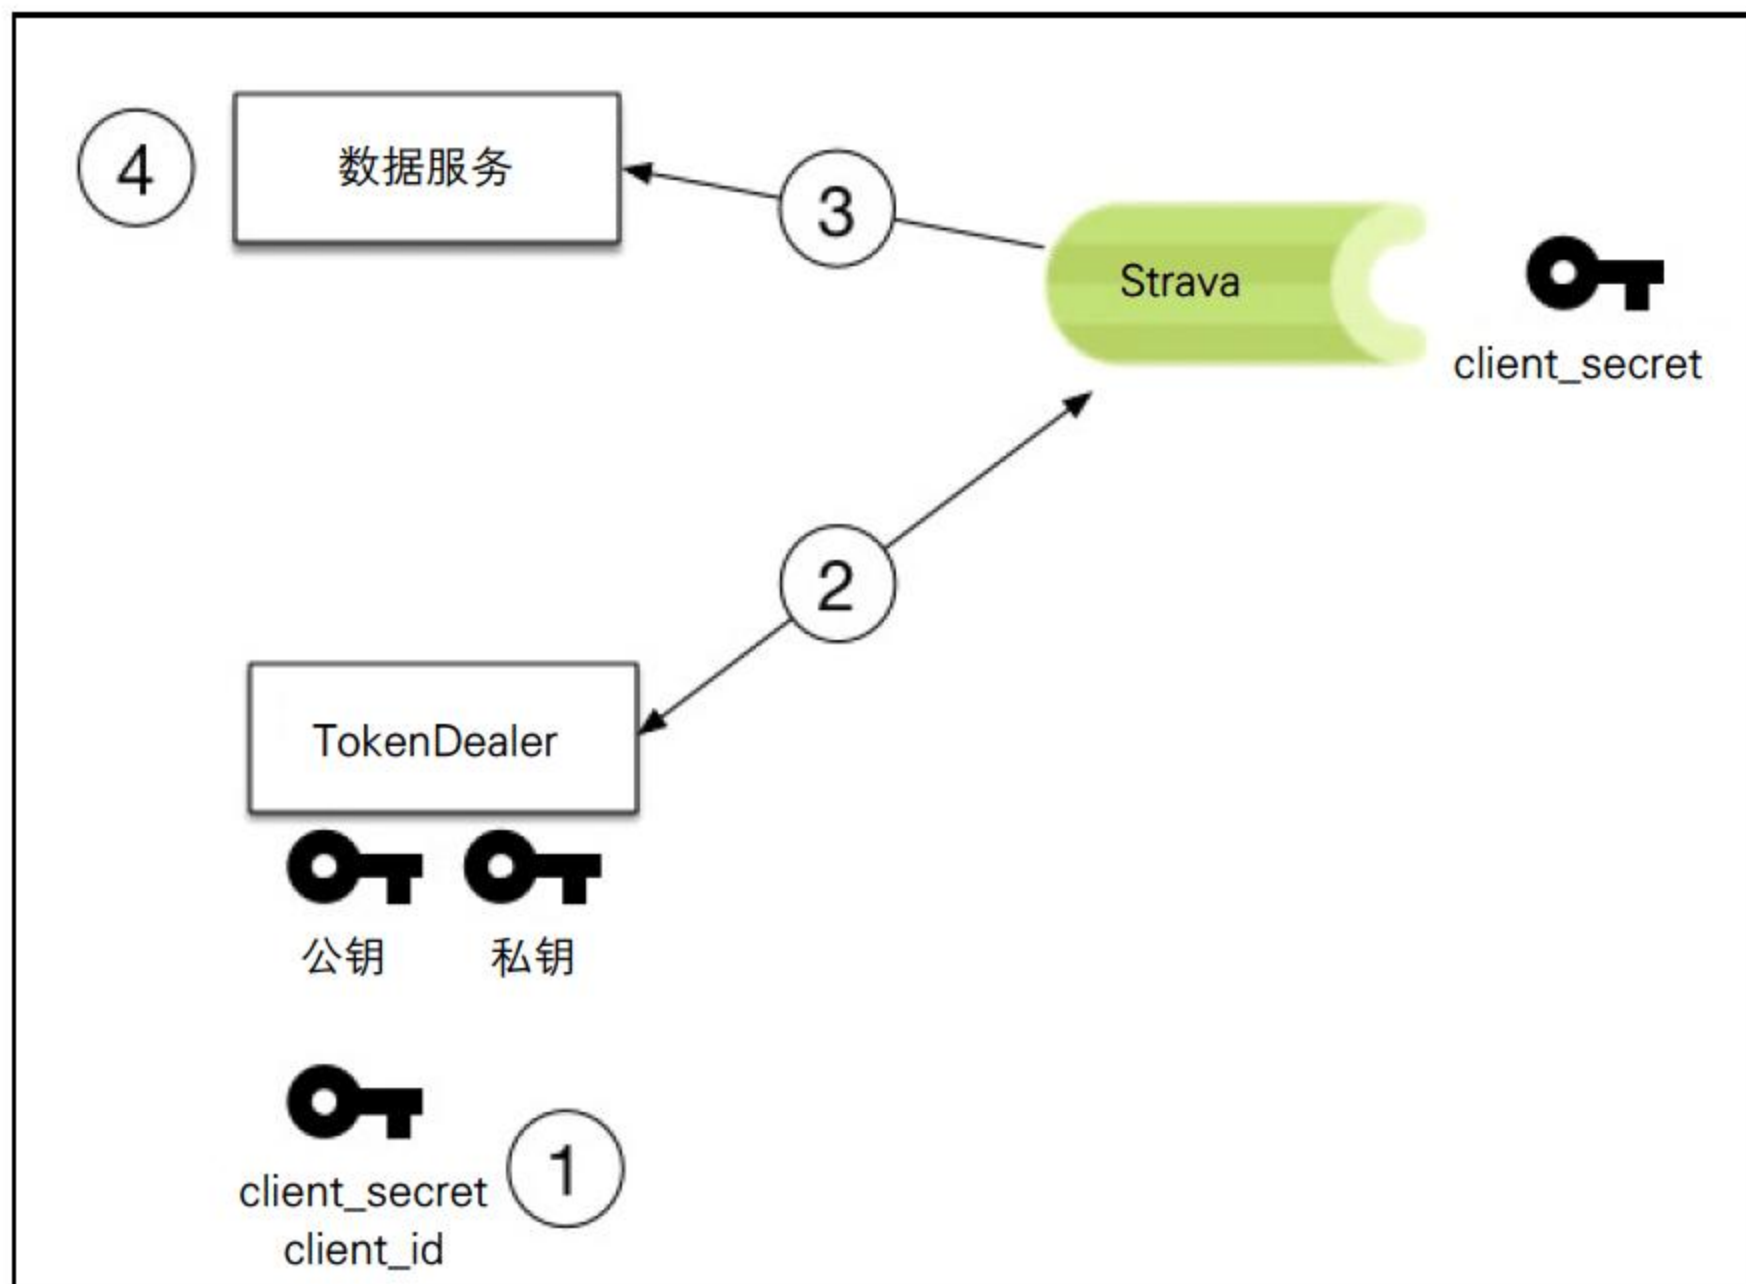 4
数据服务
3
Strava
client_secret
2
TokenDealer
公钥
私钥
1
client_secret
client_id